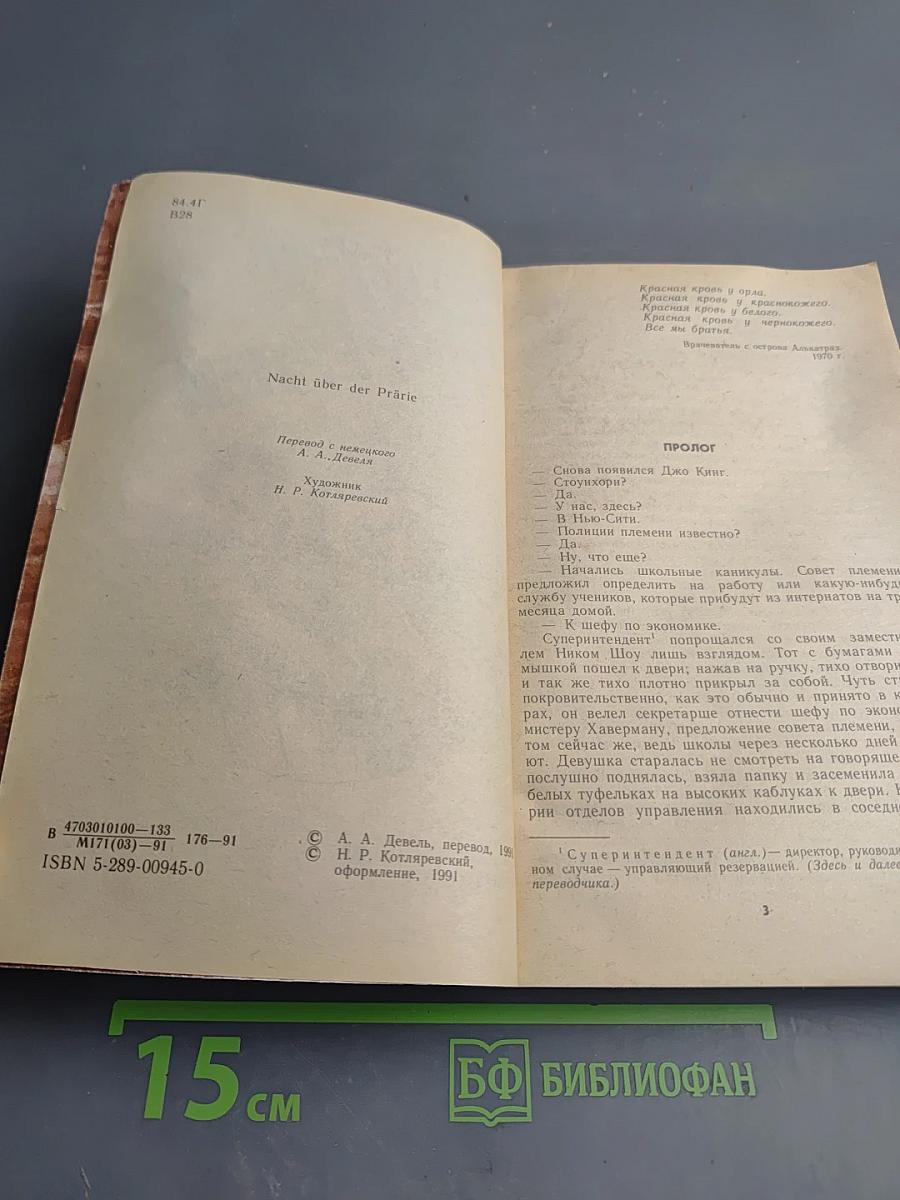 84.4Г
В28
Nacht über der Prärie
Перевод с немецкого
А. А. Девеля
Художник
Н. Р. Котляревский
В 4703010100—133 176—91
М171(03)—91
ISBN 5-289-00945-0
© А. А. Девель, перевод, 1991
© Н. Р. Котляревский,
оформление, 1991
Красная кровь у орла.
Красная кровь у краснокожего.
Красная кровь у белого.
Красная кровь у чернокожего.
Все мы братья.
Врачеватель с острова Алькатраз.
1970 г.
ПРОЛОГ
— Снова появился Джо Кинг.
— Стоунхорн?
— Да.
— У нас, здесь?
— В Нью-Сити.
— Полиции племени известно?
— Да.
— Ну, что еще?
— Начались школьные каникулы. Совет племени
предложил определить на работу или какую-нибуд
службу учеников, которые прибудут из интернатов на тр
месяца домой.
— К шефу по экономике.
Суперинтендент¹ попрощался со своим замести
лем Ником Шоу лишь взглядом. Тот с бумагами
мышкой пошел к двери; нажав на ручку, тихо отвори
и так же тихо плотно прикрыл за собой. Чуть ст
покровительственно, как это обычно и принято в к
рах, он велел секретарше отнести шефу по эконо
мистеру Хаверману, предложение совета племени,
том сейчас же, ведь школы через несколько дней
ют. Девушка старалась не смотреть на говоряще
послушно поднялась, взяла папку и засеменила
белых туфельках на высоких каблуках к двери. К
рии отделов управления находились в соседн
¹ Суперинтендент (англ.) — директор, руководи
ном случае — управляющий резервацией. (Здесь и далее
переводчика.)
3
15 см
БФ БИБЛИОФАН